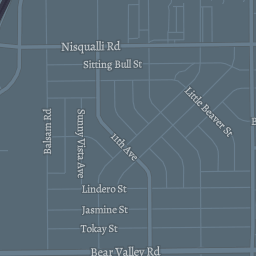 Nisqualli Rd
Sitting Bull St
Little Beaver St
Balsam Rd
Sunny Vista Ave
11th Ave
Lindero St
Jasmine St
Tokay St
Bear Valley Rd